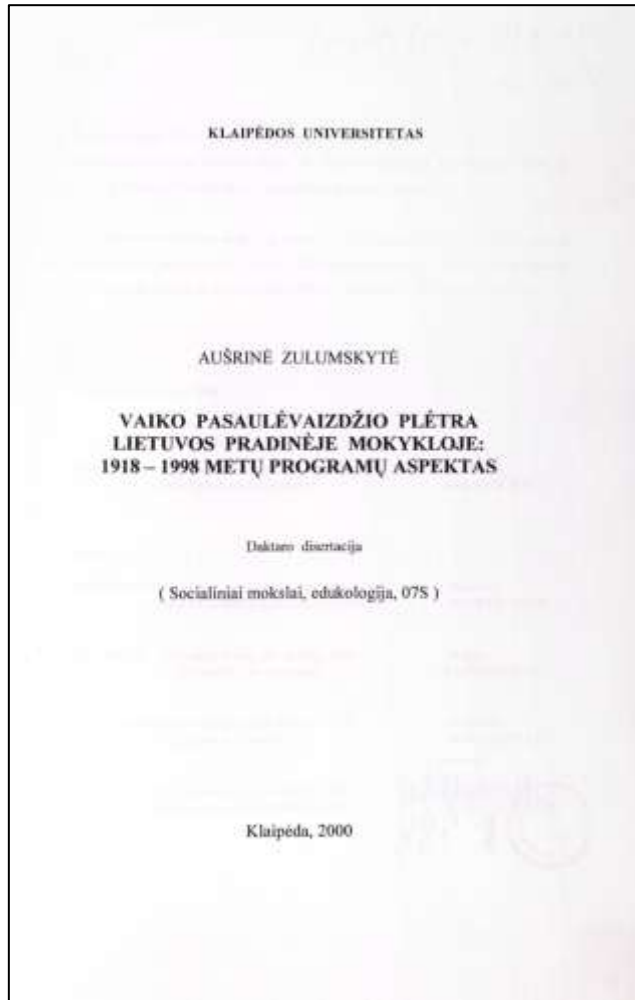 KLAIPĖDOS UNIVERSITETAS
AUŠRINĖ ZULUMSKYTĖ
VAIKO PASAULĖVAIZDŽIO PLĖTRA
LIETUVOS PRADINĖJE MOKYKLOJE:
1918 – 1998 METŲ PROGRAMŲ ASPEKTAS
Daktaro disertacija
( Socialiniai mokslai, edukologija, 07S )
Klaipėda, 2000